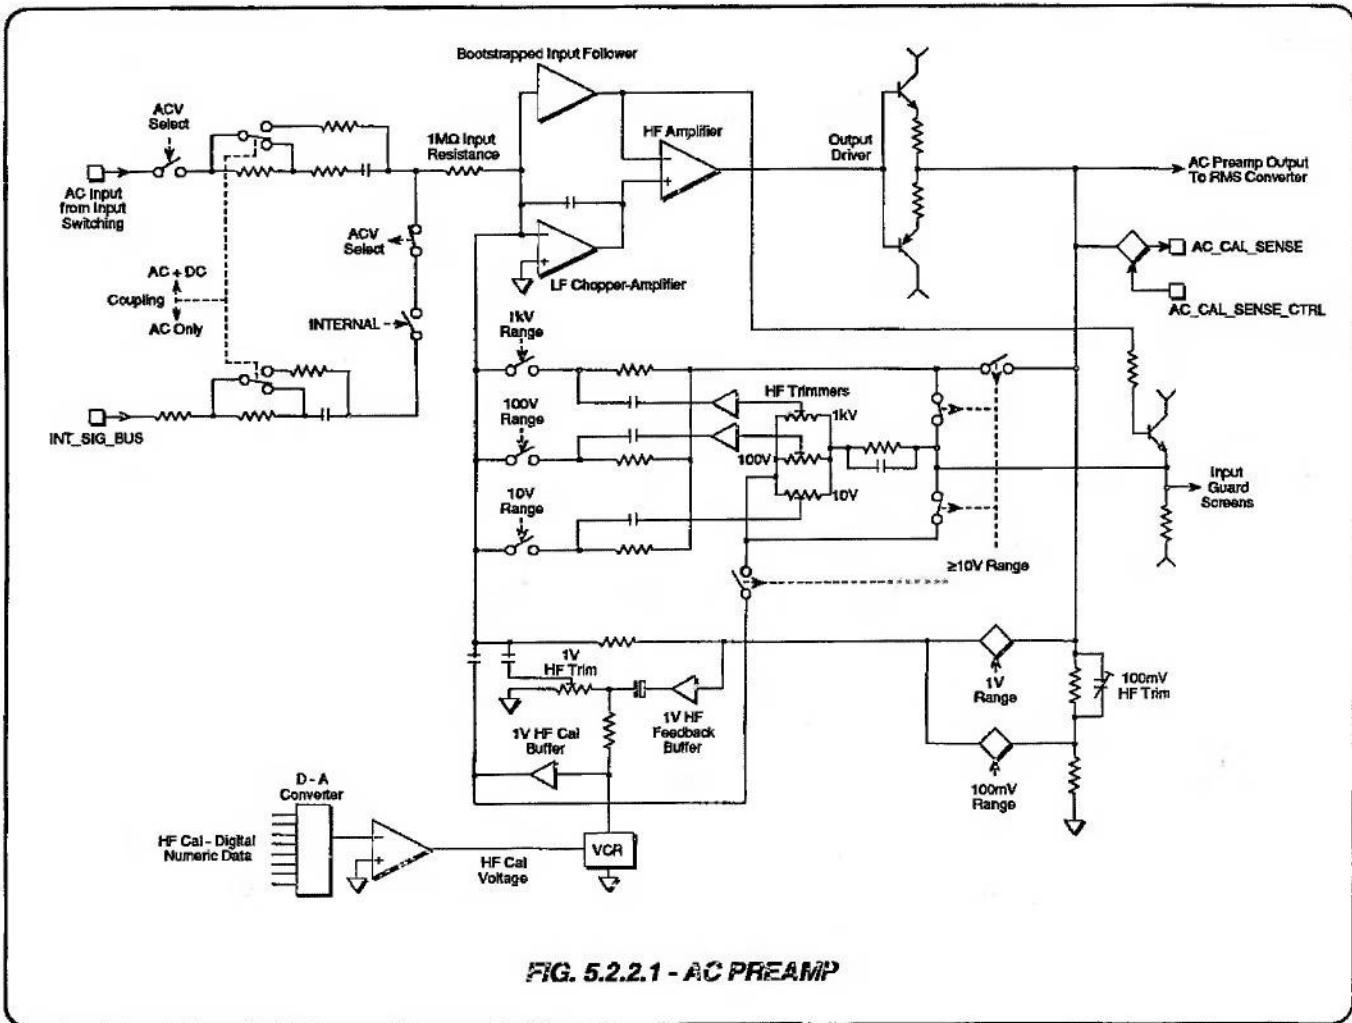 Bootstrapped Input Follower
ACV
Select
1MΩ Input
Resistance
HF Amplifier
Output
Driver
AC Preamp Output
To RMS Converter
AC Input
from Input
Switching
ACV
Select
AC_CAL_SENSE
AC + DC
Coupling
AC Only
LF Chopper-Amplifier
AC_CAL_SENSE_CTRL
INTERNAL
1kV
Range
HF Trimmers
1kV
100V
Range
INT_SIG_BUS
100V
10V
Range
10V
Input
Guard
Screens
≥10V Range
1V
HF Trim
1V
Range
100mV
HF Trim
1V HF
Feedback
Buffer
1V HF Cal
Buffer
100mV
Range
D - A
Converter
HF Cal - Digital
Numeric Data
HF Cal
Voltage
VCR
FIG. 5.2.2.1 - AC PREAMP